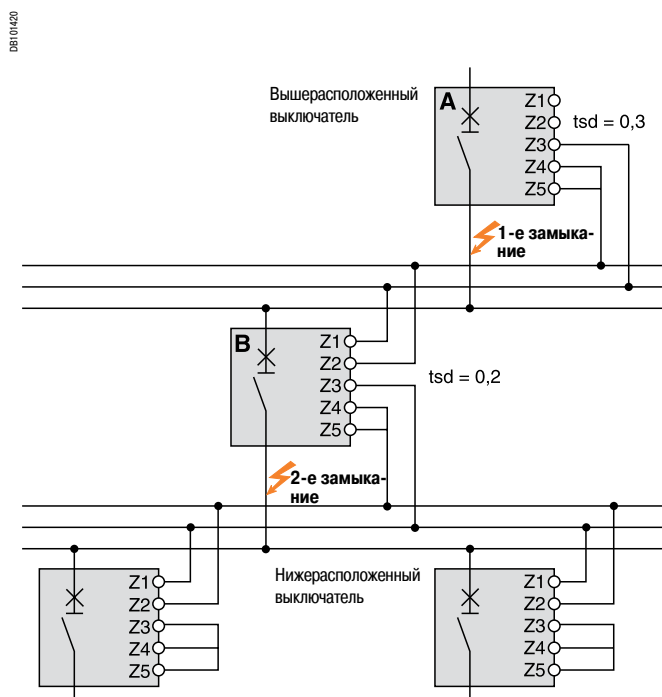 DB101420
Вышерасположенный
выключатель
A
Z1
Z2
Z3
Z4
Z5
tsd = 0,3
1-е замыка-
ние
B
Z1
Z2
Z3
Z4
Z5
tsd = 0,2
2-е замыка-
ние
Нижерасположенный
выключатель
Z1
Z2
Z3
Z4
Z5
Z1
Z2
Z3
Z4
Z5